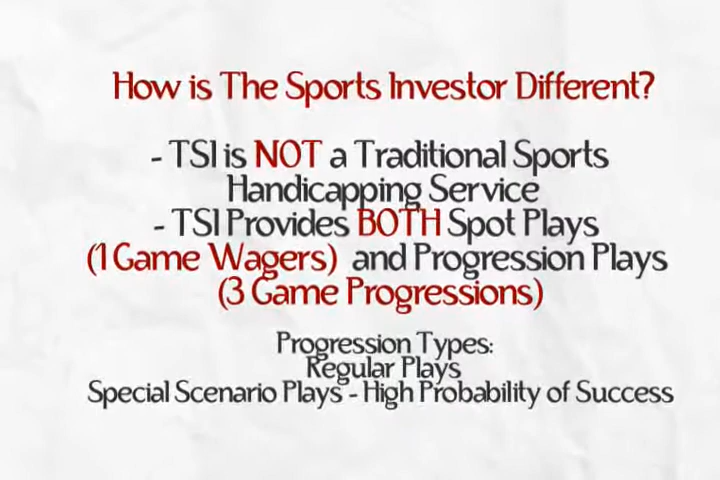 How is The Sports Investor Different?
- TSI is NOT a Traditional Sports
Handicapping Service
- TSI Provides BOTH Spot Plays
(1 Game Wagers) and Progression Plays
(3 Game Progressions)
Progression Types:
Regular Plays
Special Scenario Plays - High Probability of Success